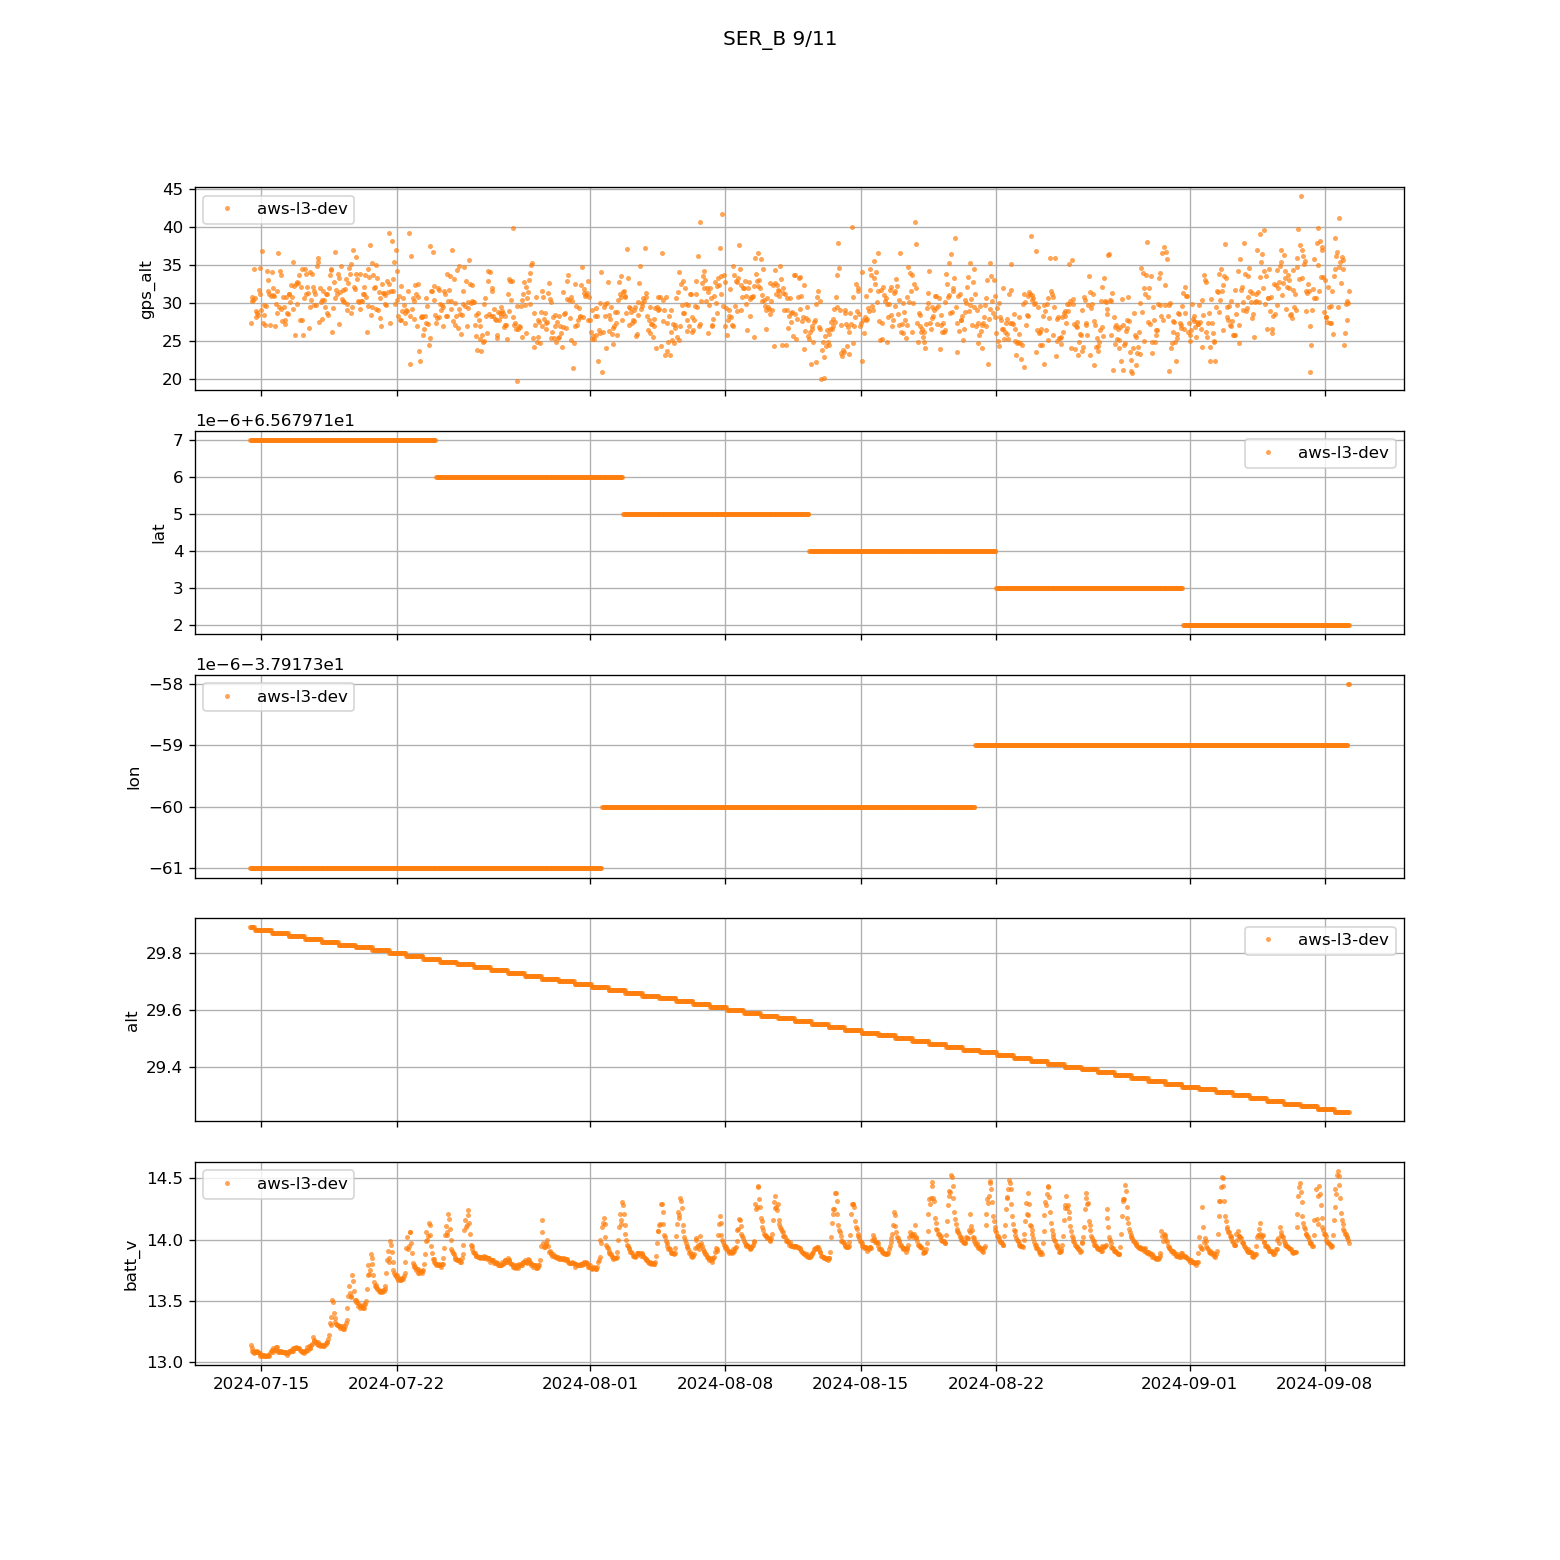 SER_B 9/11
45
40
35
30
25
20
gps_alt
aws-l3-dev
1e−6+6.567971e1
7
6
5
4
3
2
lat
aws-l3-dev
1e−6−3.79173e1
−58
−59
−60
−61
lon
aws-l3-dev
29.8
29.6
29.4
alt
aws-l3-dev
14.5
14.0
13.5
13.0
batt_v
aws-l3-dev
2024-07-15 2024-07-22 2024-08-01 2024-08-08 2024-08-15 2024-08-22 2024-09-01 2024-09-08